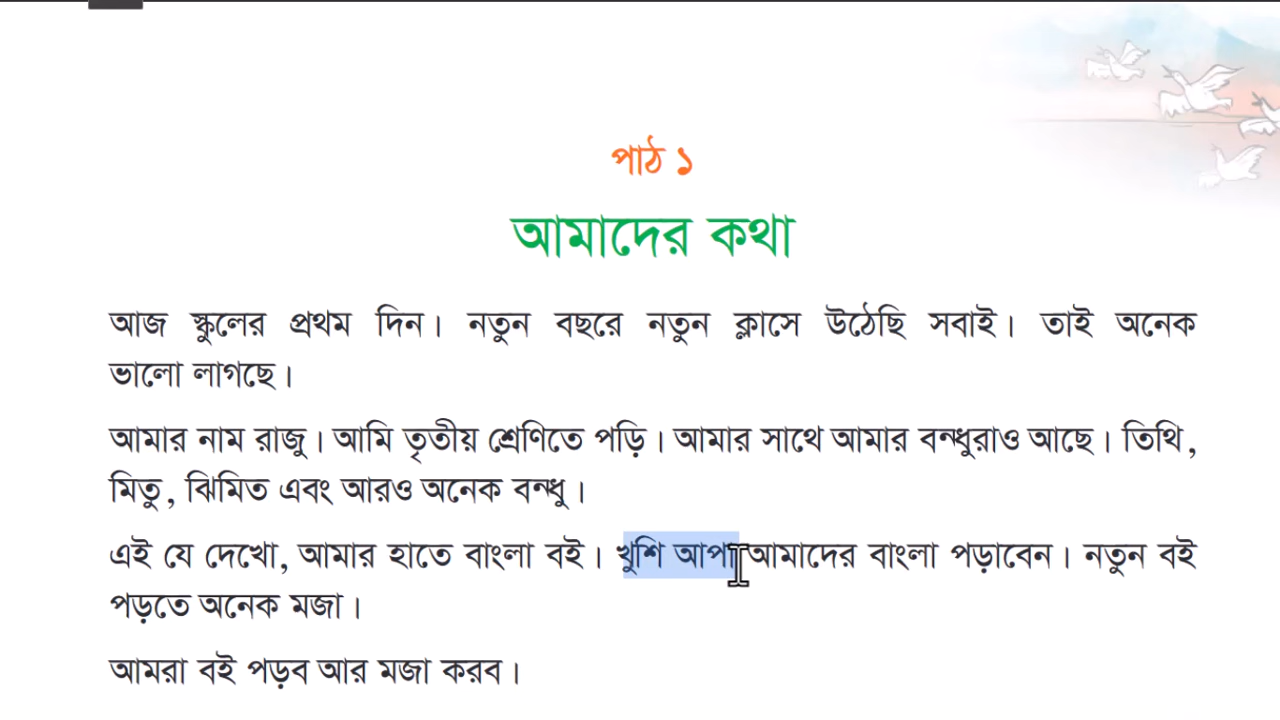 পাঠ ১
আমাদের কথা
আজ স্কুলের প্রথম দিন। নতুন বছরে নতুন ক্লাসে উঠেছি সবাই। তাই অনেক
ভালো লাগছে।
আমার নাম রাজু। আমি তৃতীয় শ্রেণিতে পড়ি। আমার সাথে আমার বন্ধুরাও আছে। তিথি,
মিতু, ঝিমিত এবং আরও অনেক বন্ধু।
এই যে দেখো, আমার হাতে বাংলা বই। খুশি আপা আমাদের বাংলা পড়াবেন। নতুন বই
পড়তে অনেক মজা।
আমরা বই পড়ব আর মজা করব।